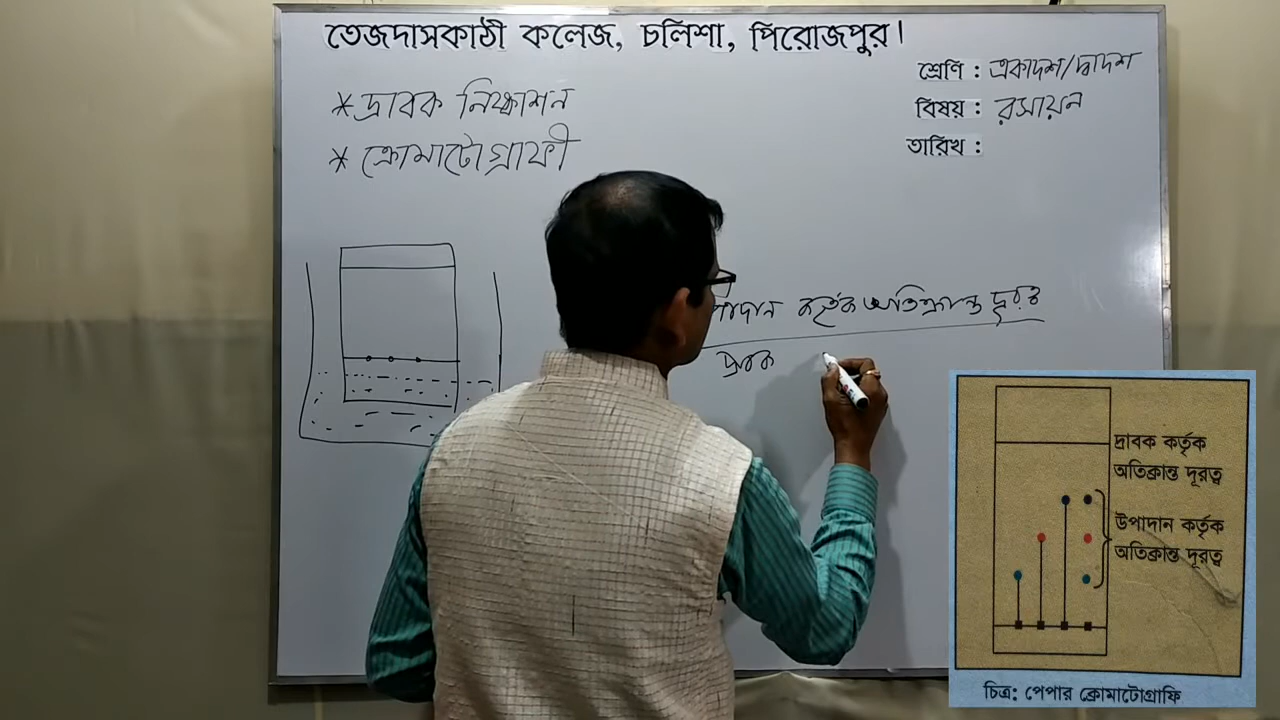 তেজদাসকাঠী কলেজ, চলিশা, পিরোজপুর।
শ্রেণি : একাদশ/দ্বাদশ
বিষয় : রসায়ন
তারিখ :
* দ্রাবক নিষ্কাশন
* ক্রোমাটোগ্রাফী
কর্তৃক অতিক্রান্ত দূরত্ব
দ্রাবক
দ্রাবক কর্তৃক
অতিক্রান্ত দূরত্ব
উপাদান কর্তৃক
অতিক্রান্ত দূরত্ব
চিত্র: পেপার ক্রোমাটোগ্রাফি